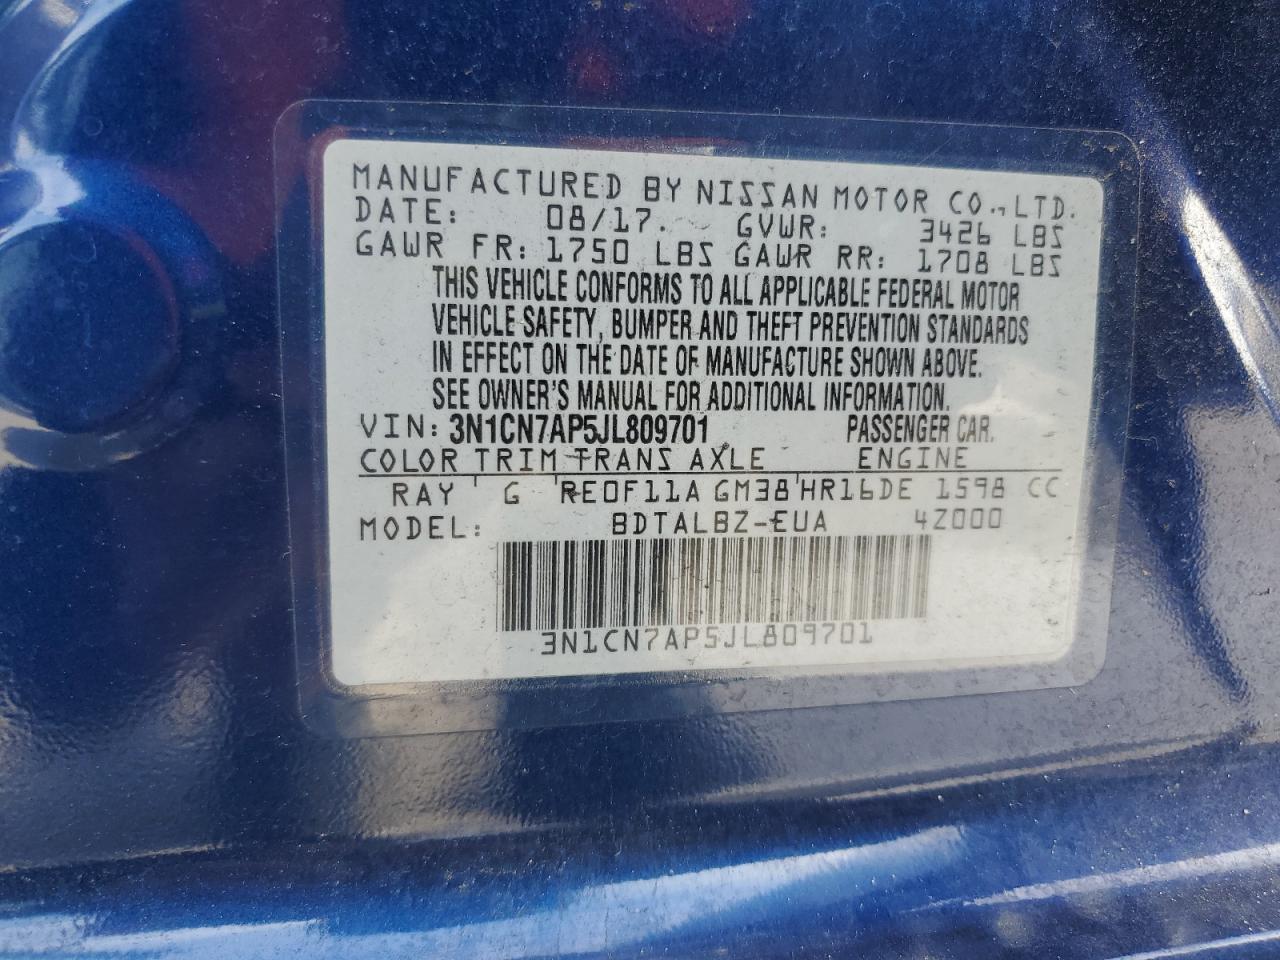 MANUFACTURED BY NISSAN MOTOR CO.,LTD.
DATE: 08/17. GVWR: 3426 LBS
GAWR FR: 1750 LBS GAWR RR: 1708 LBS
THIS VEHICLE CONFORMS TO ALL APPLICABLE FEDERAL MOTOR
VEHICLE SAFETY, BUMPER AND THEFT PREVENTION STANDARDS
IN EFFECT ON THE DATE OF MANUFACTURE SHOWN ABOVE.
SEE OWNER'S MANUAL FOR ADDITIONAL INFORMATION.
VIN: 3N1CN7AP5JL809701 PASSENGER CAR.
COLOR TRIM TRANS AXLE ENGINE
RAY ' G ' RE0F11A GM38 ' HR16DE 1598 CC
MODEL: BDTALBZ-EUA 4Z000
3N1CN7AP5JL809701